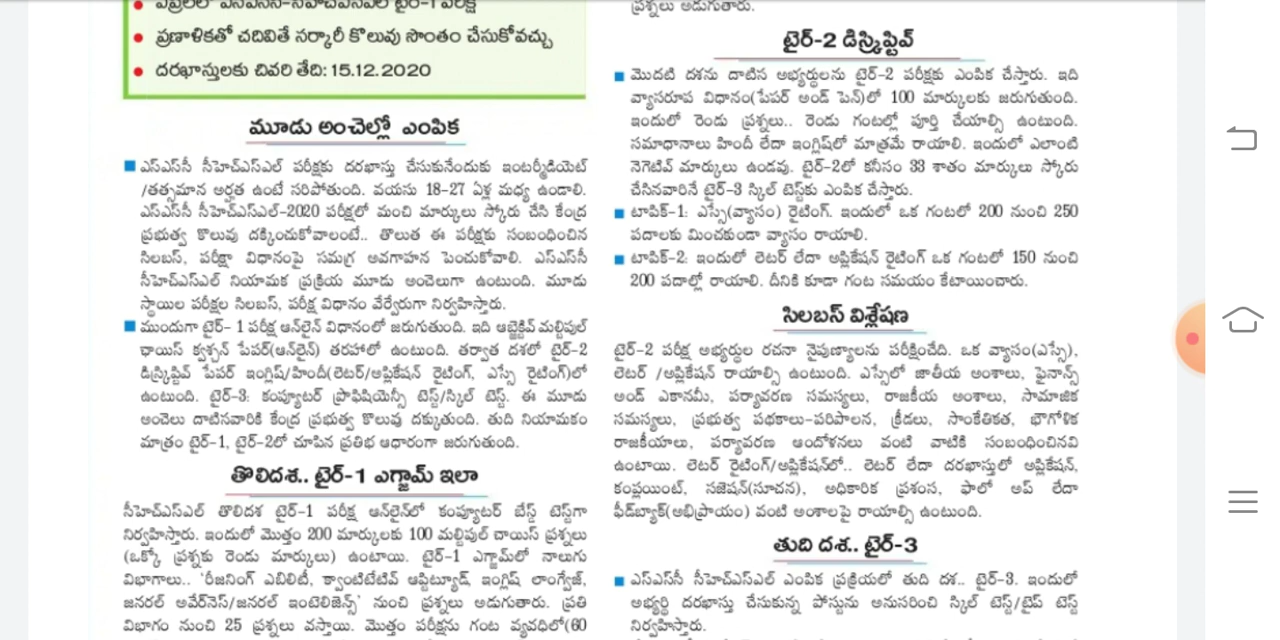 ఏప్రిల్‌లో ఎస్‌ఎస్‌సీ-సీహెచ్‌ఎస్‌ఎల్ టైర్-1 పరీక్ష
ప్రణాళికతో చదివితే సర్కారీ కొలువు సొంతం చేసుకోవచ్చు
దరఖాస్తులకు చివరి తేది: 15.12.2020
మూడు అంచెల్లో ఎంపిక
ఎస్ఎస్‌సీ సీహెచ్ఎస్ఎల్ పరీక్షకు దరఖాస్తు చేసుకునేందుకు ఇంటర్మీడియెట్
/తత్సమాన అర్హత ఉంటే సరిపోతుంది. వయసు 18-27 ఏళ్ల మధ్య ఉండాలి.
ఎస్ఎస్‌సీ సీహెచ్ఎస్ఎల్-2020 పరీక్షలో మంచి మార్కులు స్కోరు చేసి కేంద్ర
ప్రభుత్వ కొలువు దక్కించుకోవాలంటే.. తొలుత ఈ పరీక్షకు సంబంధించిన
సిలబస్, పరీక్షా విధానంపై సమగ్ర అవగాహన పెంచుకోవాలి. ఎస్ఎస్‌సీ
సీహెచ్ఎస్ఎల్ నియామక ప్రక్రియ మూడు అంచెలుగా ఉంటుంది. మూడు
స్థాయిల పరీక్షల సిలబస్, పరీక్ష విధానం వేర్వేరుగా నిర్వహిస్తారు.
ముందుగా టైర్- 1 పరీక్ష ఆన్‌లైన్ విధానంలో జరుగుతుంది. ఇది ఆబ్జెక్టివ్ మల్టిపుల్
చాయిస్ క్వశ్చన్ పేపర్(ఆన్‌లైన్) తరహాలో ఉంటుంది. తర్వాత దశలో టైర్-2
డిస్క్రిప్టివ్ పేపర్ ఇంగ్లిష్/హిందీ(లెటర్/అప్లికేషన్ రైటింగ్, ఎస్సే రైటింగ్)లో
ఉంటుంది. టైర్-3: కంప్యూటర్ ప్రొఫిషియెన్సీ టెస్ట్/స్కిల్ టెస్ట్. ఈ మూడు
అంచెలు దాటినవారికి కేంద్ర ప్రభుత్వ కొలువు దక్కుతుంది. తుది నియామకం
మాత్రం టైర్-1, టైర్-2లో చూపిన ప్రతిభ ఆధారంగా జరుగుతుంది.
తొలిదశ.. టైర్-1 ఎగ్జామ్ ఇలా
సీహెచ్ఎస్ఎల్ తొలిదశ టైర్-1 పరీక్ష ఆన్‌లైన్‌లో కంప్యూటర్ బేస్డ్ టెస్ట్‌గా
నిర్వహిస్తారు. ఇందులో మొత్తం 200 మార్కులకు 100 మల్టిపుల్ చాయిస్ ప్రశ్నలు
(ఒక్కో ప్రశ్నకు రెండు మార్కులు) ఉంటాయి. టైర్-1 ఎగ్జామ్‌లో నాలుగు
విభాగాలు.. 'రీజనింగ్ ఎబిలిటీ, క్వాంటిటేటివ్ ఆప్టిట్యూడ్, ఇంగ్లిష్ లాంగ్వేజ్,
జనరల్ అవేర్‌నెస్/జనరల్ ఇంటెలిజెన్స్' నుంచి ప్రశ్నలు అడుగుతారు. ప్రతి
విభాగం నుంచి 25 ప్రశ్నలు వస్తాయి. మొత్తం పరీక్షను గంట వ్యవధిలో(60
ప్రశ్నలు అడుగుతారు.
టైర్-2 డిస్క్రిప్టివ్
మొదటి దశను దాటిన అభ్యర్థులను టైర్-2 పరీక్షకు ఎంపిక చేస్తారు. ఇది
వ్యాసరూప విధానం(పేపర్ అండ్ పెన్)లో 100 మార్కులకు జరుగుతుంది.
ఇందులో రెండు ప్రశ్నలు.. రెండు గంటల్లో పూర్తి చేయాల్సి ఉంటుంది.
సమాధానాలు హిందీ లేదా ఇంగ్లిష్‌లో మాత్రమే రాయాలి. ఇందులో ఎలాంటి
నెగెటివ్ మార్కులు ఉండవు. టైర్-2లో కనీసం 33 శాతం మార్కులు స్కోరు
చేసినవారినే టైర్-3 స్కిల్ టెస్ట్‌కు ఎంపిక చేస్తారు.
టాపిక్-1: ఎస్సే(వ్యాసం) రైటింగ్. ఇందులో ఒక గంటలో 200 నుంచి 250
పదాలకు మించకుండా వ్యాసం రాయాలి.
టాపిక్-2: ఇందులో లెటర్ లేదా అప్లికేషన్ రైటింగ్ ఒక గంటలో 150 నుంచి
200 పదాల్లో రాయాలి. దీనికి కూడా గంట సమయం కేటాయించారు.
సిలబస్ విశ్లేషణ
టైర్-2 పరీక్ష అభ్యర్థుల రచనా నైపుణ్యాలను పరీక్షించేది. ఒక వ్యాసం(ఎస్సే),
లెటర్ /అప్లికేషన్ రాయాల్సి ఉంటుంది. ఎస్సేలో జాతీయ అంశాలు, ఫైనాన్స్
అండ్ ఎకానమీ, పర్యావరణ సమస్యలు, రాజకీయ అంశాలు, సామాజిక
సమస్యలు, ప్రభుత్వ పథకాలు-పరిపాలన, క్రీడలు, సాంకేతికత, భౌగోళిక
రాజకీయాలు, పర్యావరణ ఆందోళనలు వంటి వాటికి సంబంధించినవి
ఉంటాయి. లెటర్ రైటింగ్/అప్లికేషన్‌లో.. లెటర్ లేదా దరఖాస్తులో అప్లికేషన్,
కంప్లయింట్, సజెషన్(సూచన), అధికారిక ప్రశంస, ఫాలో అప్ లేదా
ఫీడ్‌బ్యాక్(అభిప్రాయం) వంటి అంశాలపై రాయాల్సి ఉంటుంది.
తుది దశ.. టైర్-3
ఎస్ఎస్‌సీ సీహెచ్ఎస్ఎల్ ఎంపిక ప్రక్రియలో తుది దశ.. టైర్-3. ఇందులో
అభ్యర్థి దరఖాస్తు చేసుకున్న పోస్టును అనుసరించి స్కిల్ టెస్ట్/టైప్ టెస్ట్
నిర్వహిస్తారు.